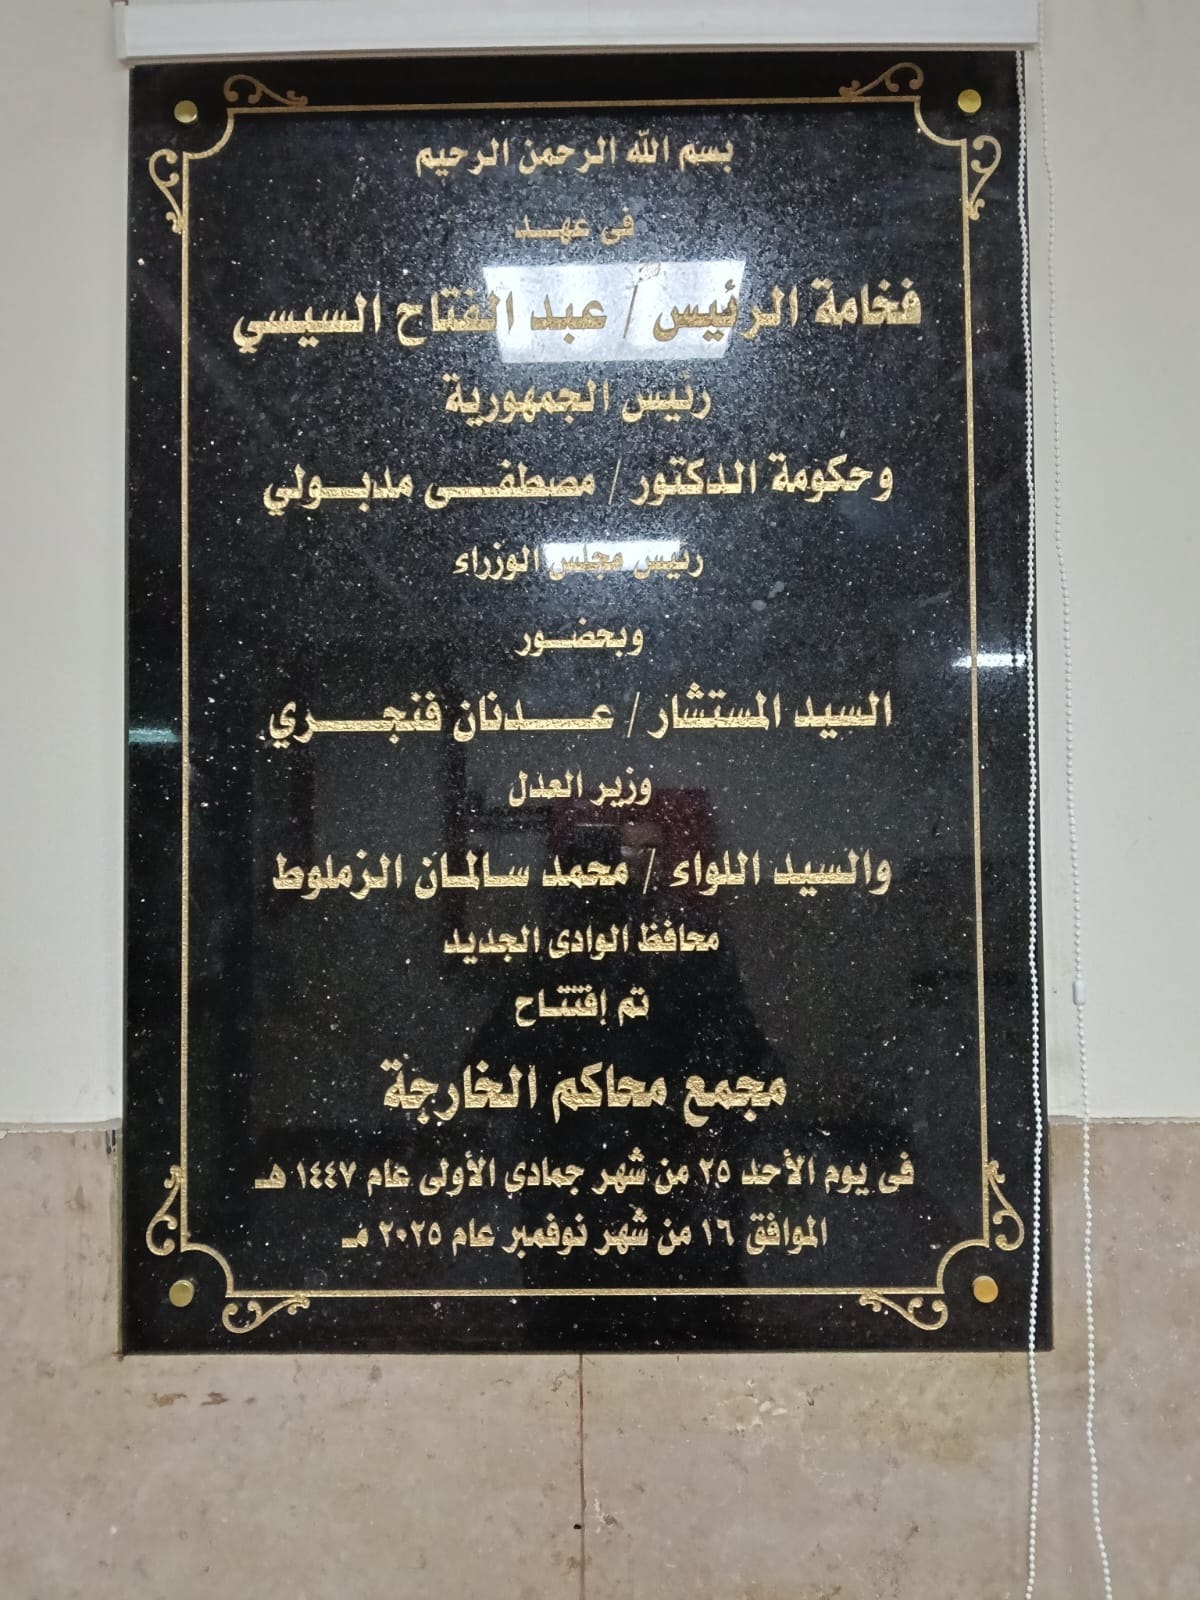 بسم الله الرحمن الرحيم
فى عهد
فخامة الرئيس / عبد الفتاح السيسي
رئيس الجمهورية
وحكومة الدكتور / مصطفى مدبولي
رئيس مجلس الوزراء
وبحضور
السيد المستشار / عدنان فنجري
وزير العدل
والسيد اللواء / محمد سالمان الزملوط
محافظ الوادى الجديد
تم إفتتاح
مجمع محاكم الخارجة
فى يوم الأحد ٢٥ من شهر جمادي الأولى عام ١٤٤٧ هـ
الموافق ١٦ من شهر نوفمبر عام ٢٠٢٥ مـ